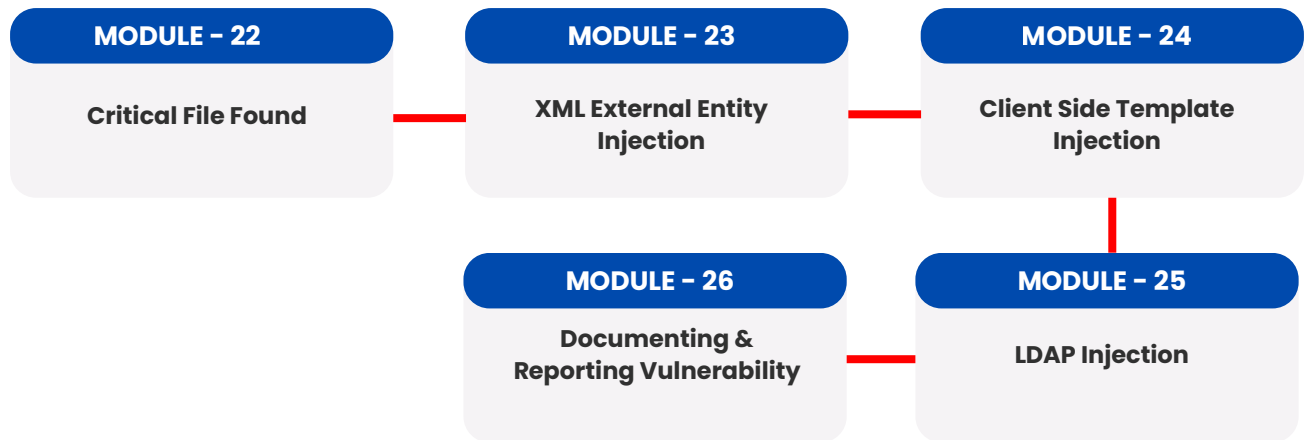 MODULE - 22
Critical File Found
MODULE - 23
XML External Entity
Injection
MODULE - 24
Client Side Template
Injection
MODULE - 25
LDAP Injection
MODULE - 26
Documenting &
Reporting Vulnerability